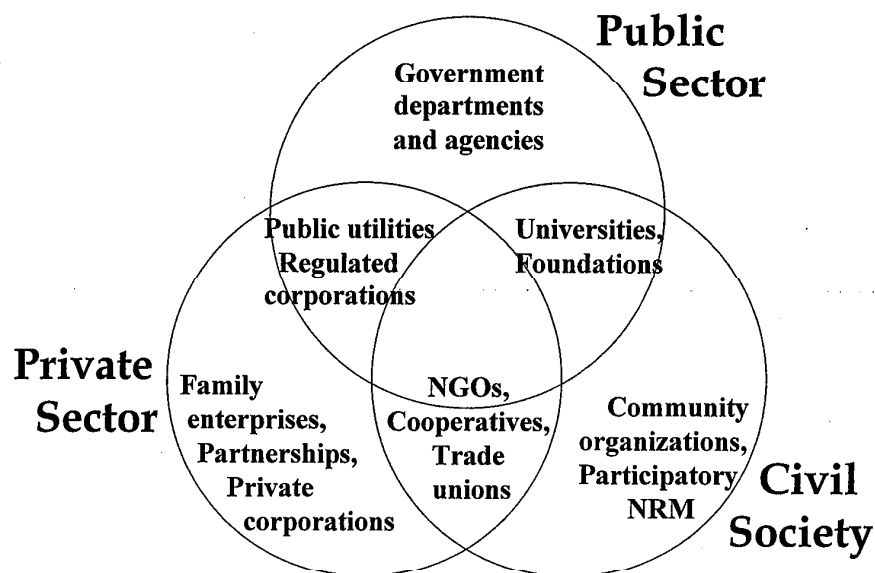 Public
Sector
Government
departments
and agencies
Public utilities
Regulated
corporations
Universities,
Foundations
Private
Sector
Family
enterprises,
Partnerships,
Private
corporations
NGOs,
Cooperatives,
Trade
unions
Community
organizations,
Participatory
NRM
Civil
Society